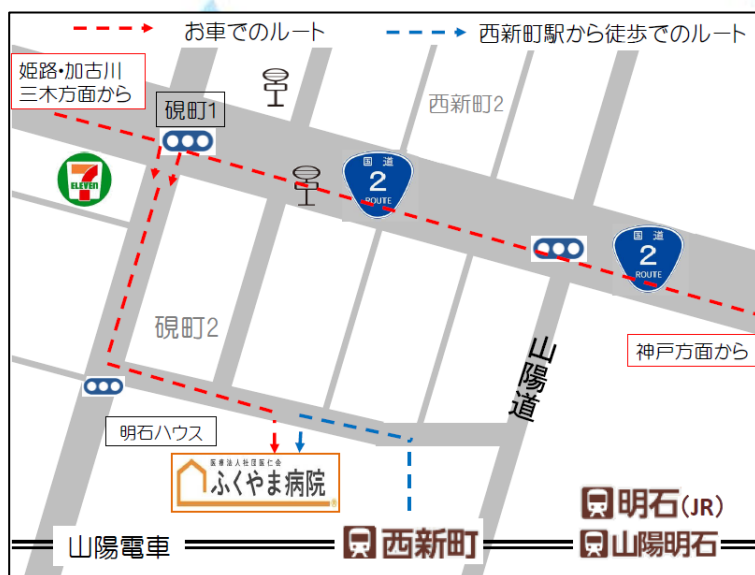 お車でのルート
西新町駅から徒歩でのルート
姫路・加古川
三木方面から
硯町1
西新町2
7
ELEVEN
国道
2
ROUTE
国道
2
ROUTE
硯町2
神戸方面から
山陽道
明石ハウス
医療法人社団医仁会
ふくやま病院
明石(JR)
山陽電車
西新町
山陽明石